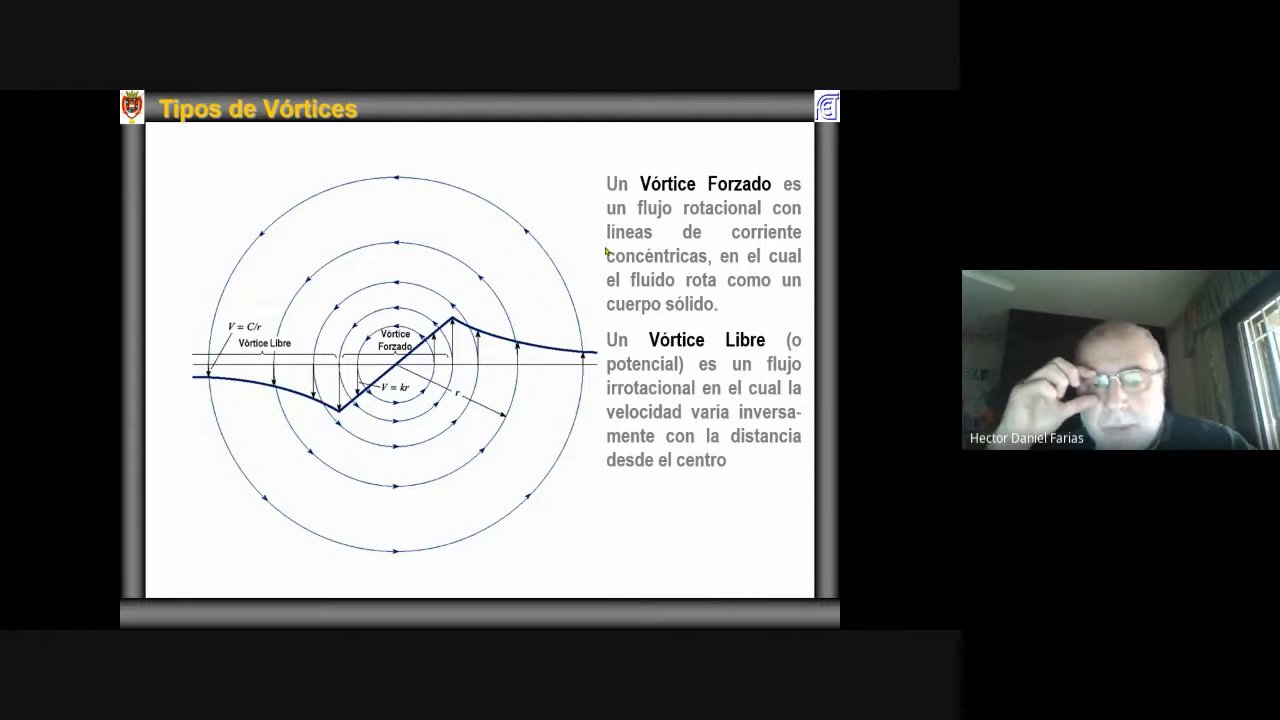 Tipos de Vórtices
Un Vórtice Forzado es
un flujo rotacional con
líneas de corriente
concéntricas, en el cual
el fluido rota como un
cuerpo sólido.
Un Vórtice Libre (o
potencial) es un flujo
irrotacional en el cual la
velocidad varía inversa-
mente con la distancia
desde el centro
V = C/r
Vórtice Libre
Vórtice
Forzado
V = kr
r
Hector Daniel Farias